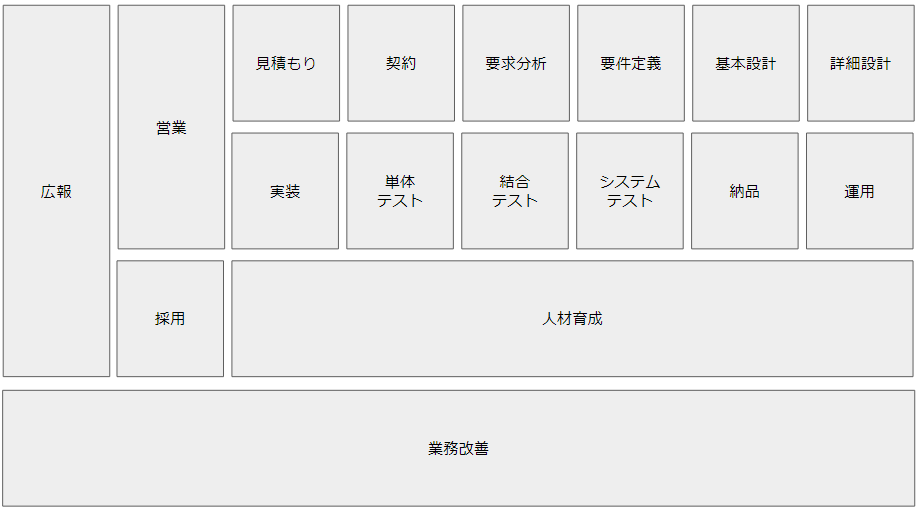 広報
営業
見積もり
契約
要求分析
要件定義
基本設計
詳細設計
実装
単体
テスト
結合
テスト
システム
テスト
納品
運用
採用
人材育成
業務改善